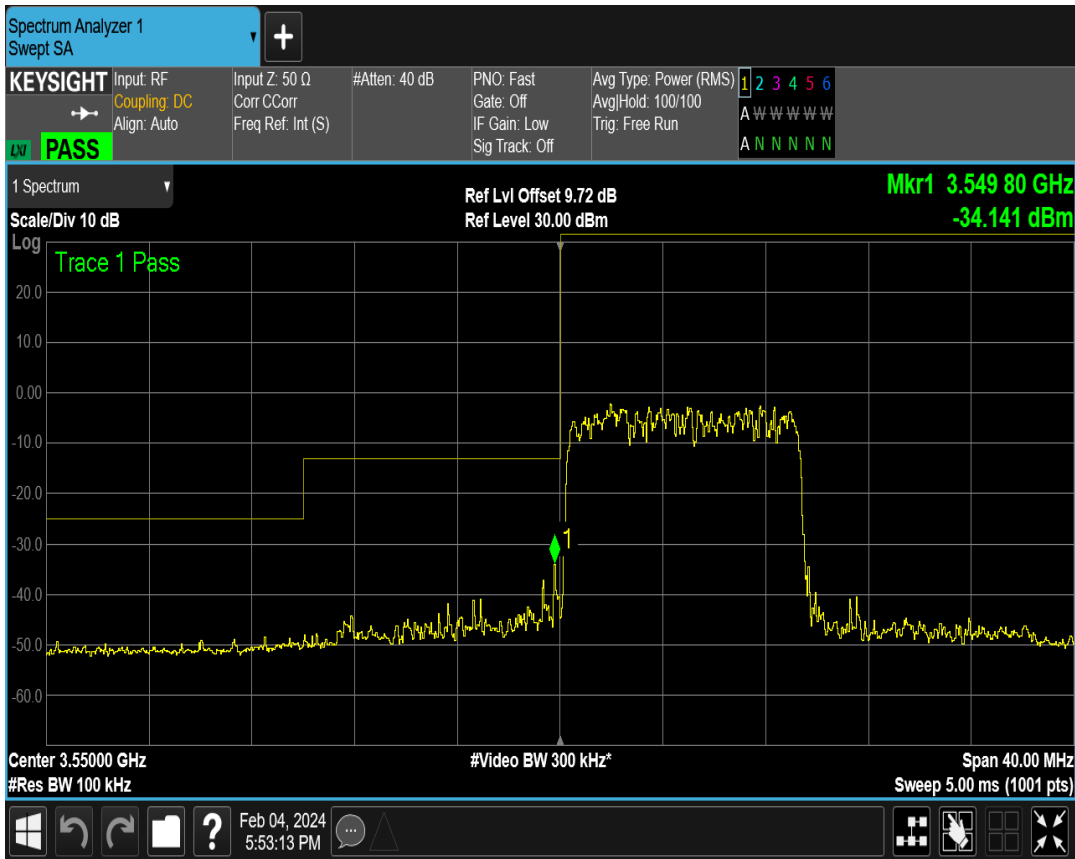 Spectrum Analyzer 1
Swept SA
+
KEYSIGHT
LXI PASS
Input: RF
Coupling: DC
Align: Auto
Input Z: 50 Ω
Corr CCorr
Freq Ref: Int (S)
#Atten: 40 dB
PNO: Fast
Gate: Off
IF Gain: Low
Sig Track: Off
Avg Type: Power (RMS)
Avg|Hold: 100/100
Trig: Free Run
1 2 3 4 5 6
A W W W W W
A N N N N N
1 Spectrum
Scale/Div 10 dB
Ref Lvl Offset 9.72 dB
Ref Level 30.00 dBm
Mkr1 3.549 80 GHz
-34.141 dBm
Log
Trace 1 Pass
20.0
10.0
0.00
-10.0
-20.0
-30.0
1
-40.0
-50.0
-60.0
Center 3.55000 GHz
#Video BW 300 kHz*
Span 40.00 MHz
#Res BW 100 kHz
Sweep 5.00 ms (1001 pts)
?
Feb 04, 2024
5:53:13 PM